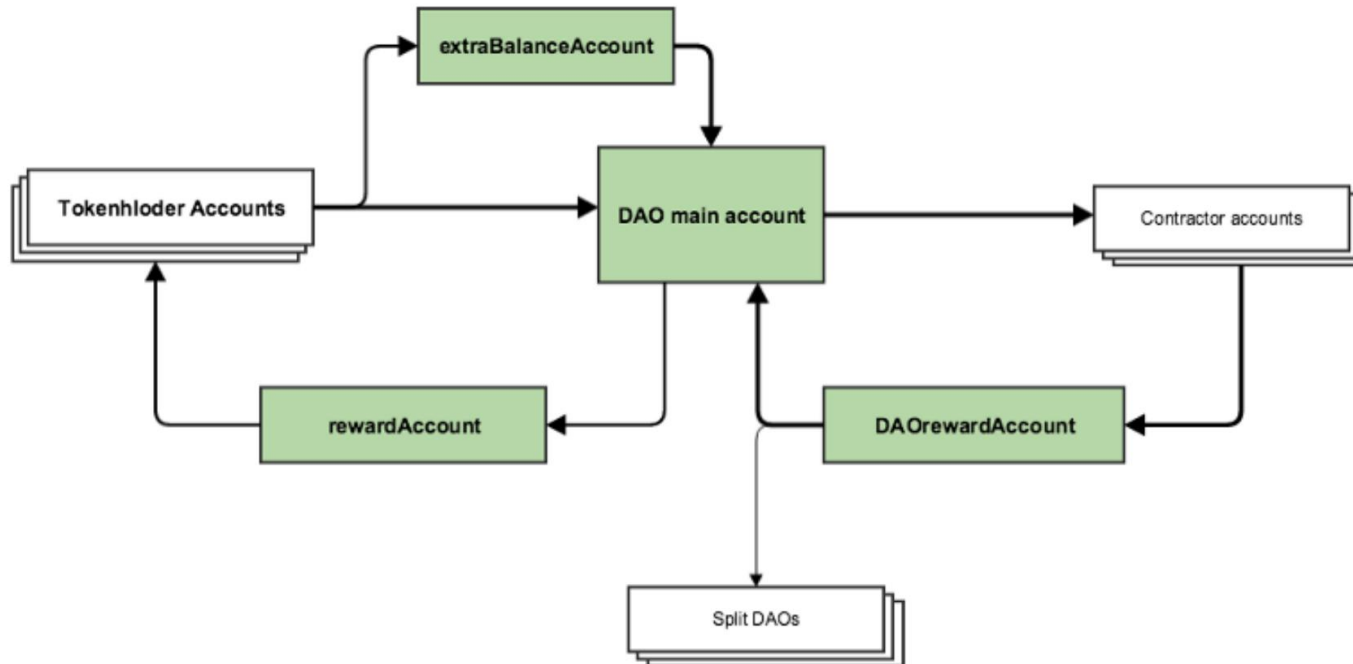 extraBalanceAccount
Tokenhloder Accounts
DAO main account
Contractor accounts
rewardAccount
DAOrewardAccount
Split DAOs